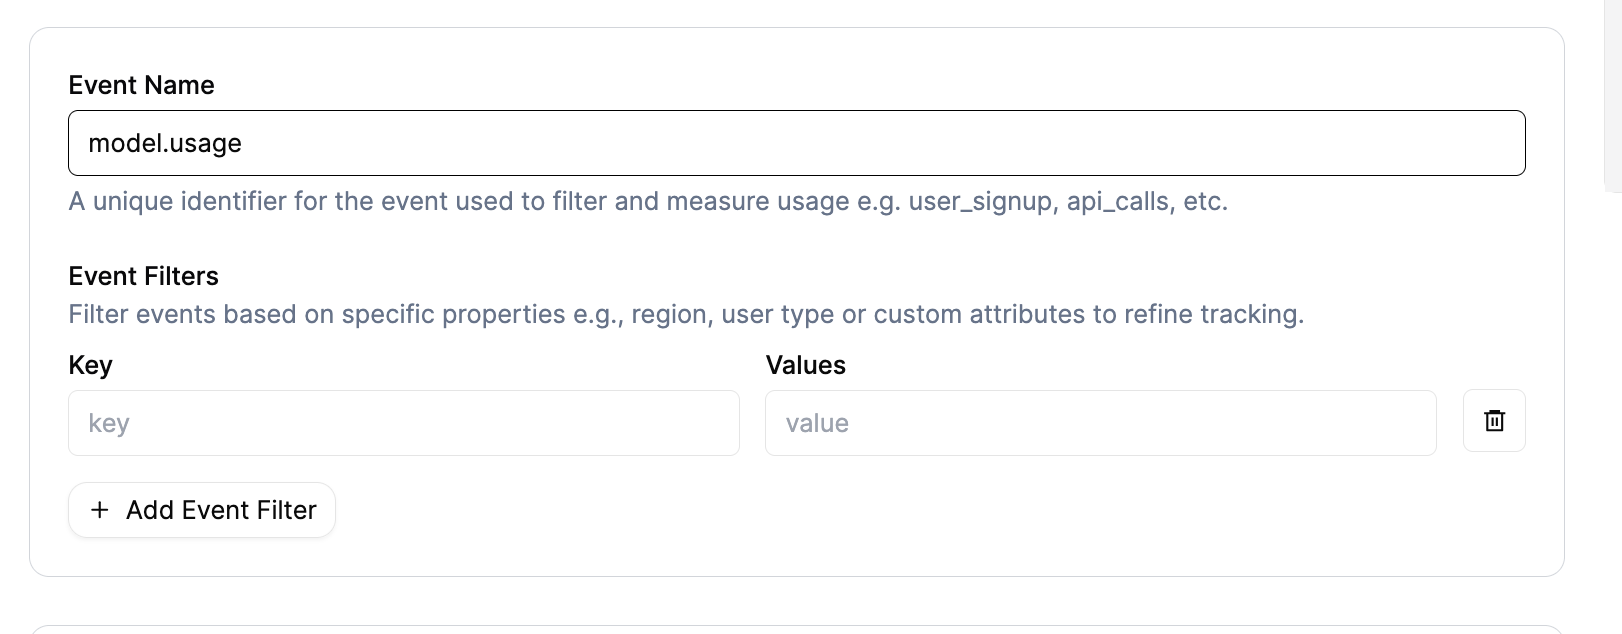 Event Name
model.usage
A unique identifier for the event used to filter and measure usage e.g. user_signup, api_calls, etc.
Event Filters
Filter events based on specific properties e.g., region, user type or custom attributes to refine tracking.
Key Values
key value
+ Add Event Filter